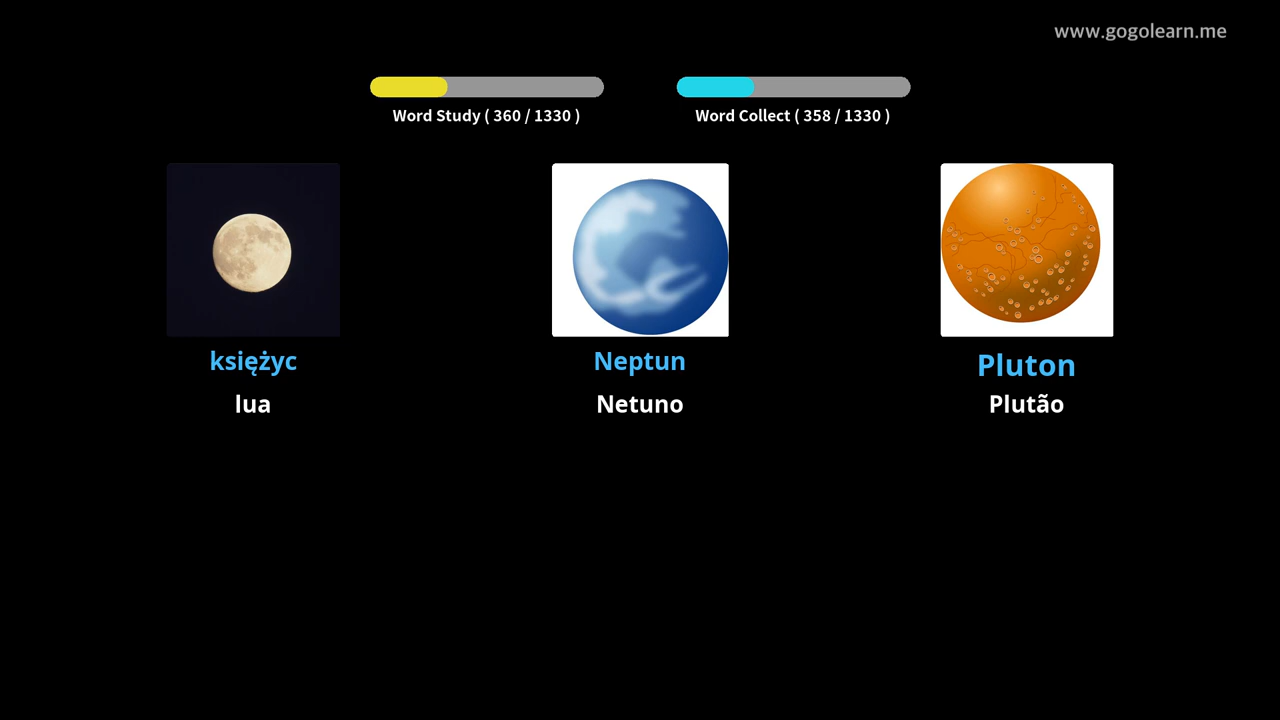 www.gogolearn.me
Word Study ( 360 / 1330 )
Word Collect ( 358 / 1330 )
księżyc
lua
Neptun
Netuno
Pluton
Plutão